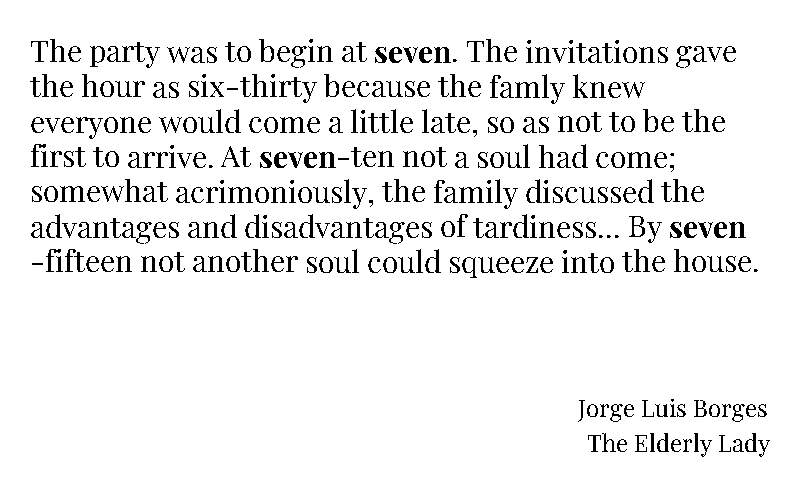 The party was to begin at seven. The invitations gave
the hour as six-thirty because the famly knew
everyone would come a little late, so as not to be the
first to arrive. At seven-ten not a soul had come;
somewhat acrimoniously, the family discussed the
advantages and disadvantages of tardiness... By seven
-fifteen not another soul could squeeze into the house.
Jorge Luis Borges
The Elderly Lady